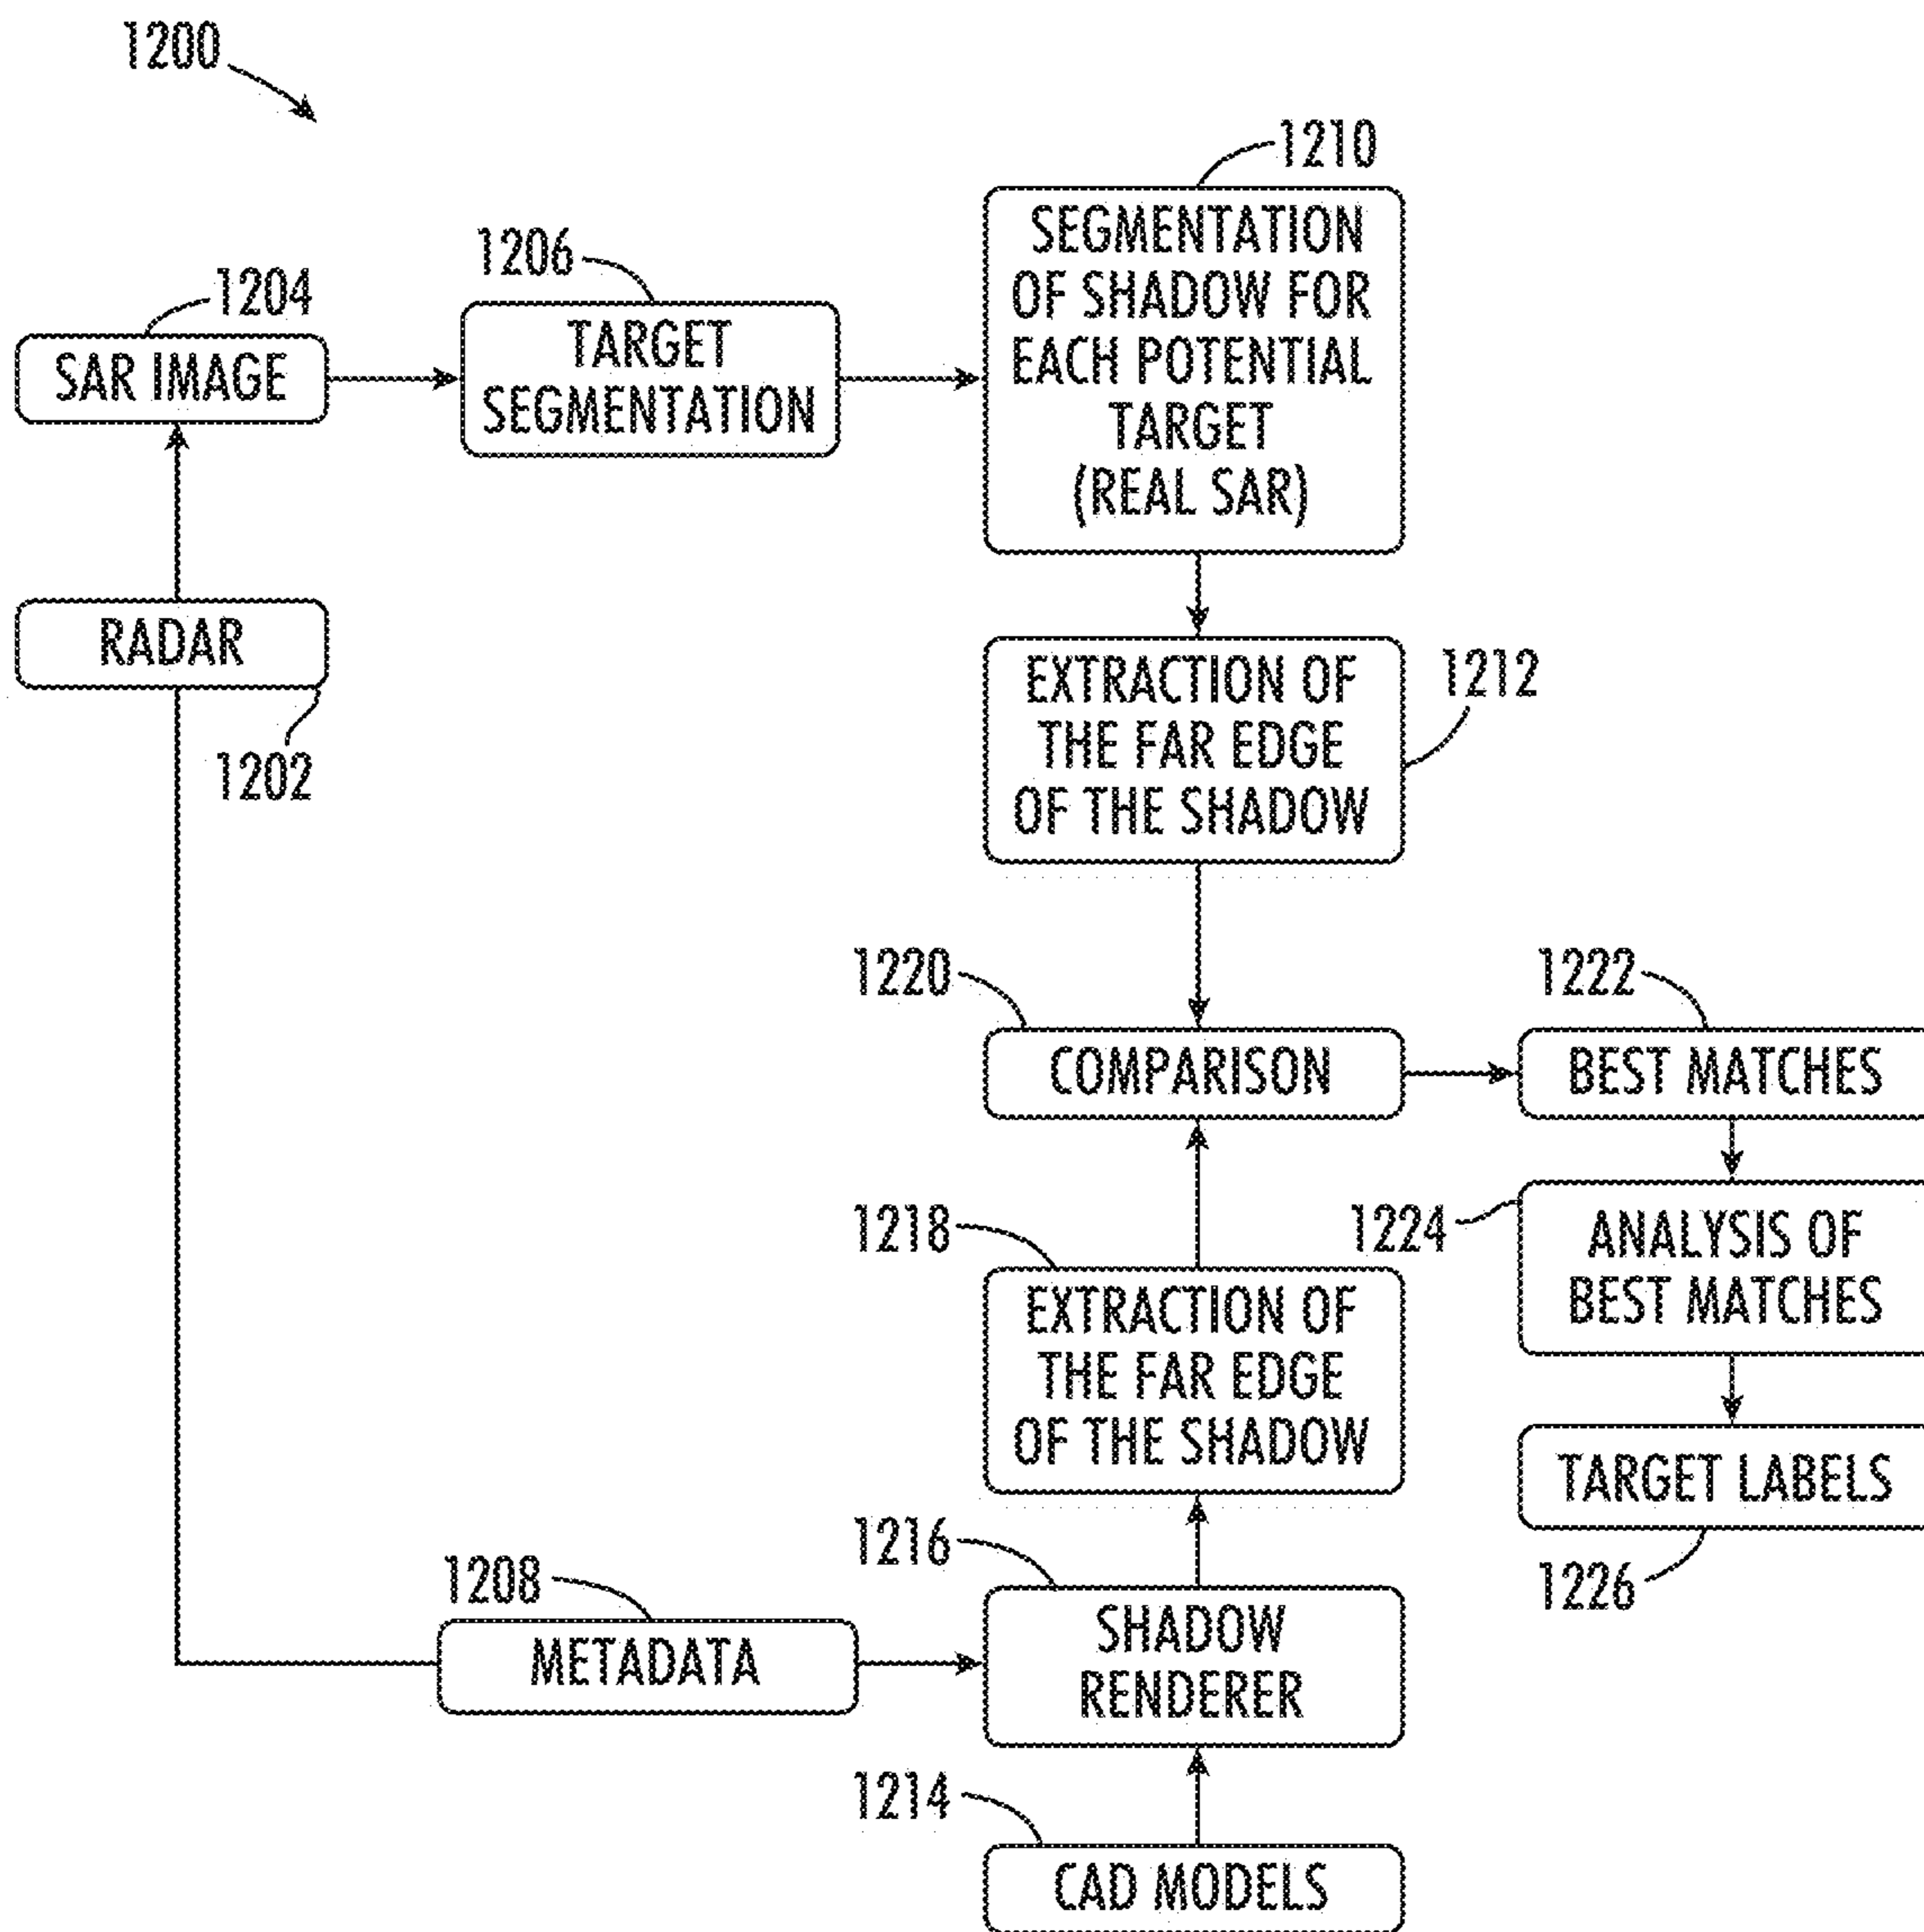 1200
1210
SEGMENTATION
OF SHADOW FOR
EACH POTENTIAL
TARGET
(REAL SAR)
1206
TARGET
SEGMENTATION
1204
SAR IMAGE
RADAR
1202
EXTRACTION OF
THE FAR EDGE
OF THE SHADOW
1212
1220
COMPARISON
1222
BEST MATCHES
1218
EXTRACTION OF
THE FAR EDGE
OF THE SHADOW
1224
ANALYSIS OF
BEST MATCHES
TARGET LABELS
1226
1216
SHADOW
RENDERER
1208
METADATA
1214
CAD MODELS